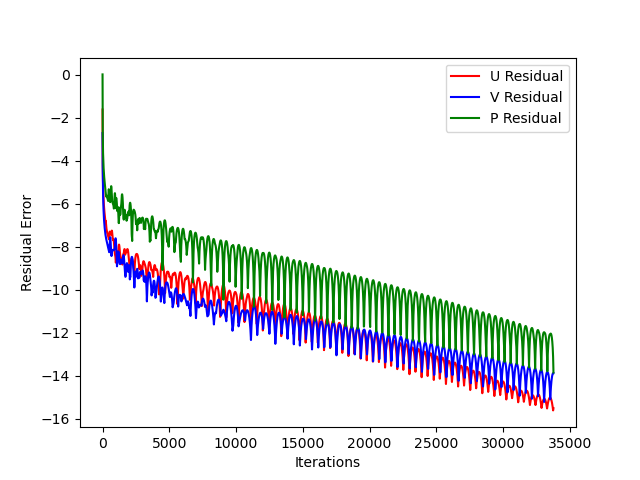 U Residual
V Residual
P Residual
0
−2
−4
−6
−8
−10
−12
−14
−16
Residual Error
0 5000 10000 15000 20000 25000 30000 35000
Iterations